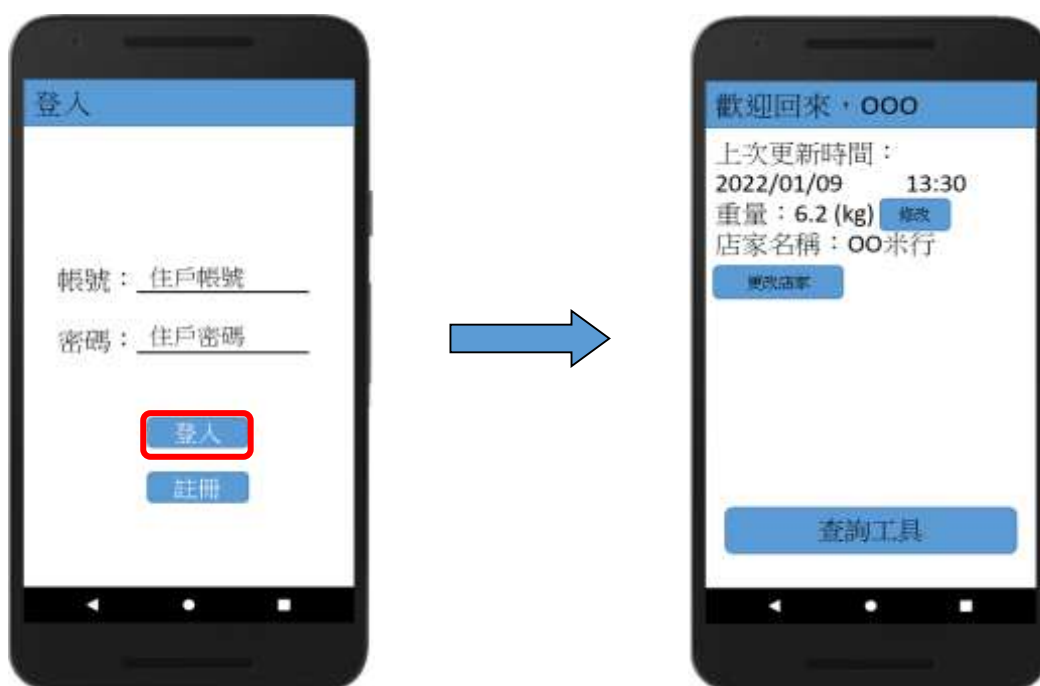 登入
帳號：住戶帳號
密碼：住戶密碼
登入
註冊
歡迎回來，OOO
上次更新時間：
2022/01/09 13:30
重量：6.2 (kg) 修改
店家名稱：OO米行
更改店家
查詢工具